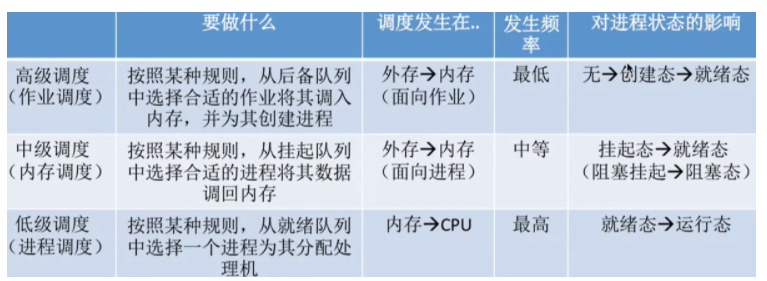 要做什么
调度发生在..
发生频
率
对进程状态的影响
高级调度
（作业调度）
按照某种规则，从后备队列
中选择合适的作业将其调入
内存，并为其创建进程
外存→内存
（面向作业）
最低
无→创建态→就绪态
中级调度
（内存调度）
按照某种规则，从挂起队列
中选择合适的进程将其数据
调回内存
外存→内存
（面向进程）
中等
挂起态→就绪态
（阻塞挂起→阻塞态）
低级调度
（进程调度）
按照某种规则，从就绪队列
中选择一个进程为其分配处
理机
内存→CPU
最高
就绪态→运行态